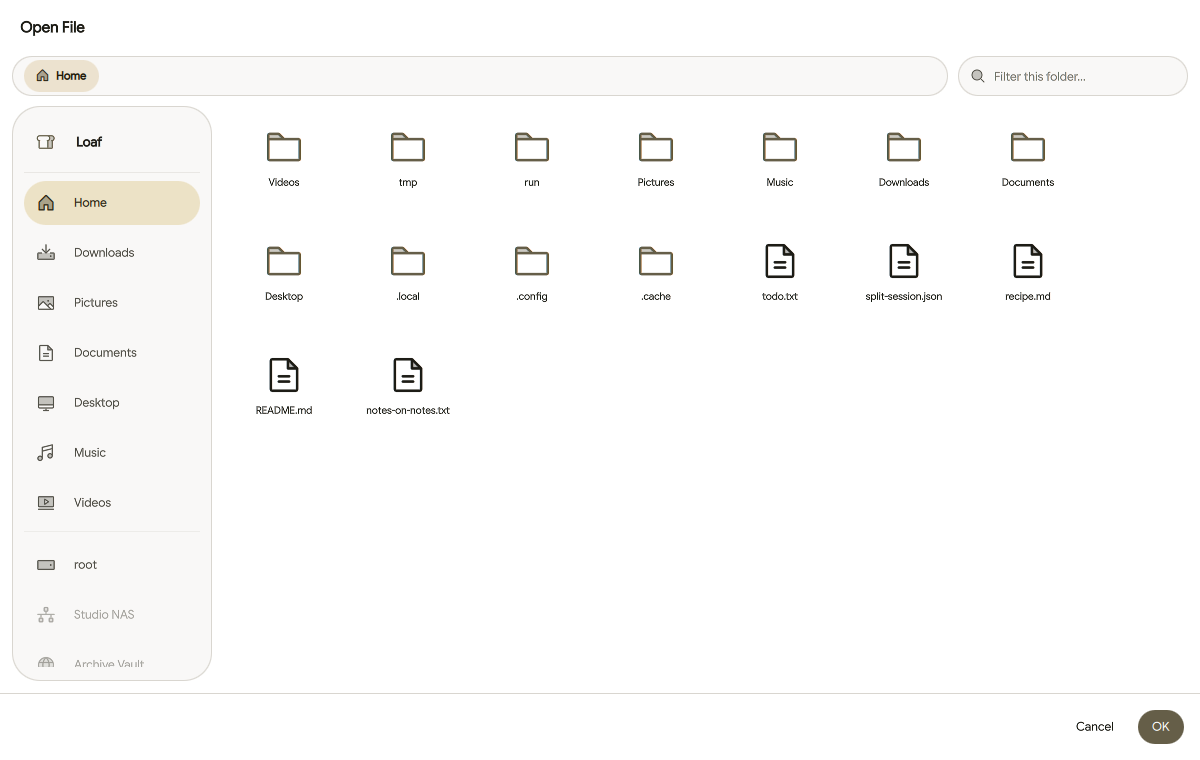 Open File
Home
Filter this folder...
Loaf
Home
Downloads
Pictures
Documents
Desktop
Music
Videos
root
Studio NAS
Archive Vault
Videos
tmp
run
Pictures
Music
Downloads
Documents
Desktop
.local
.config
.cache
todo.txt
split-session.json
recipe.md
README.md
notes-on-notes.txt
Cancel
OK